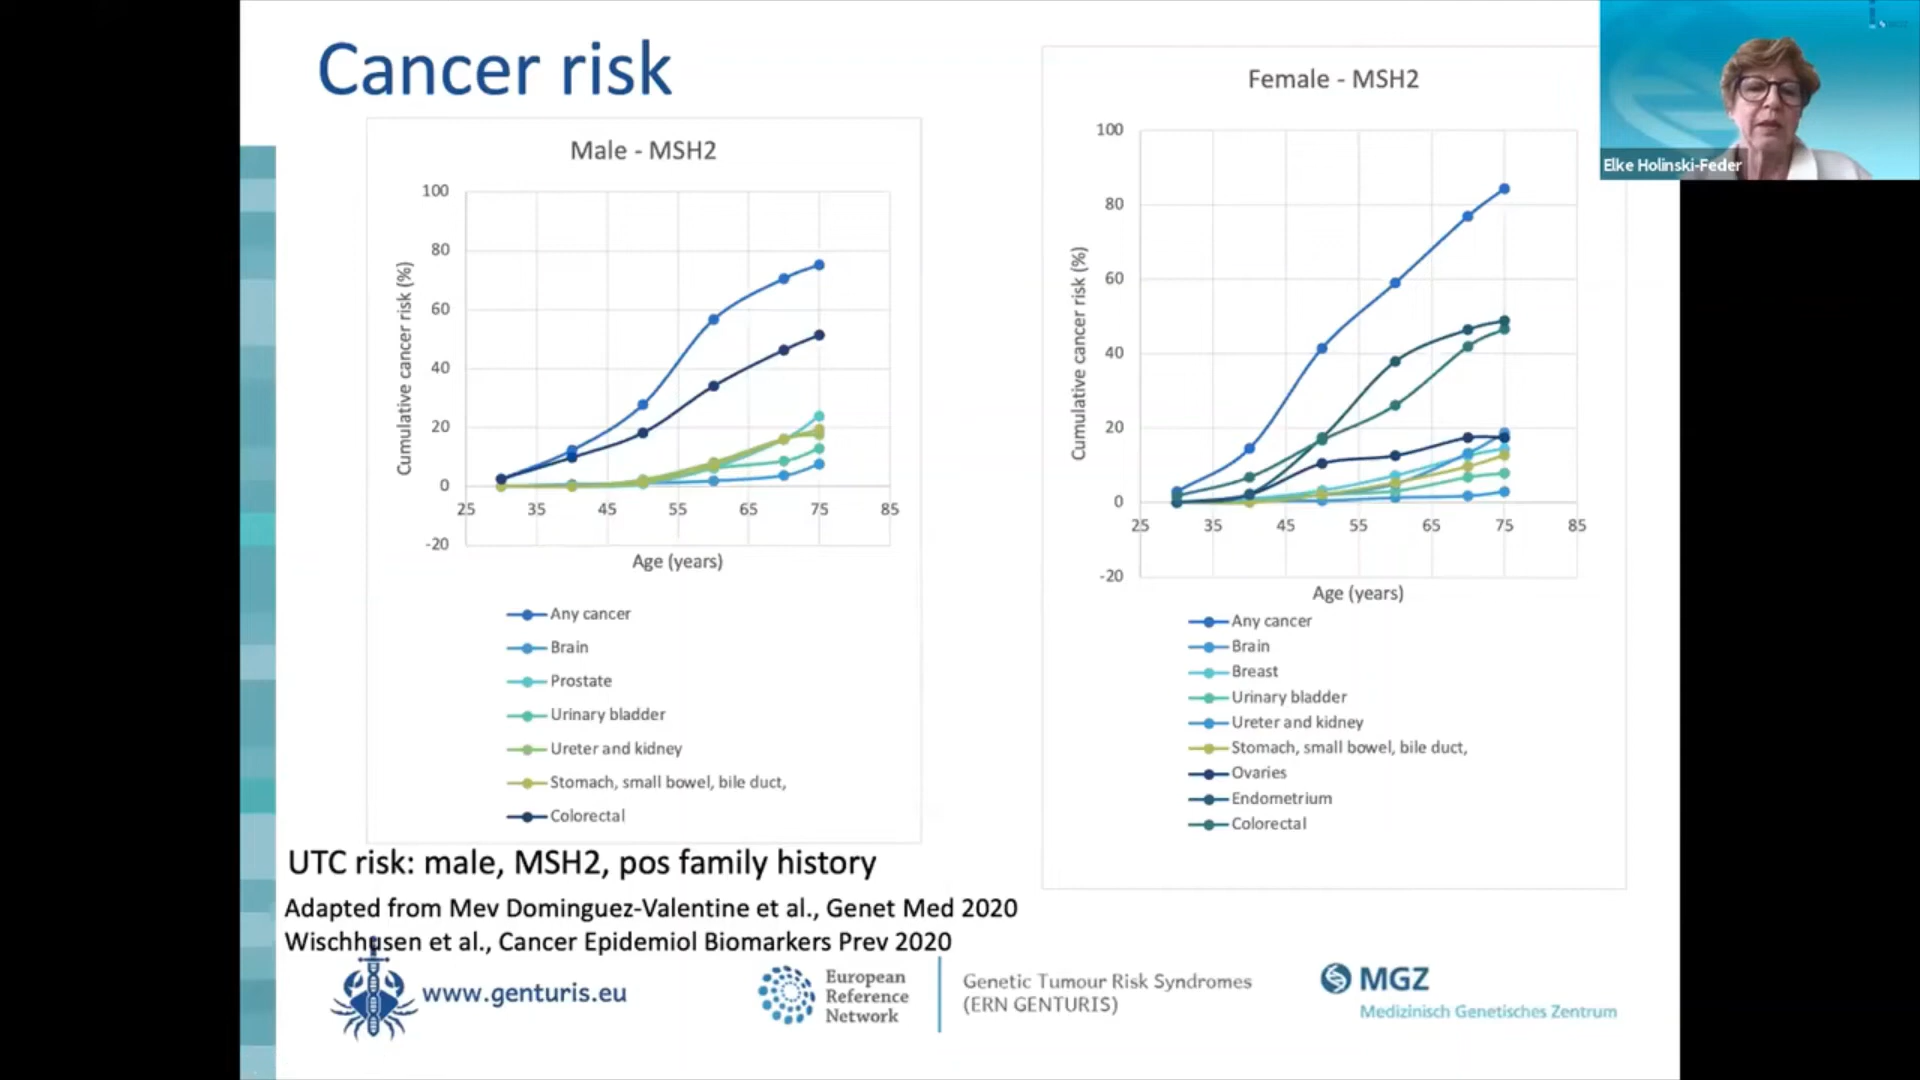 Cancer risk
Male - MSH2
100
80
60
40
20
0
-20
25 35 45 55 65 75 85
Cumulative cancer risk (%)
Age (years)
Any cancer
Brain
Prostate
Urinary bladder
Ureter and kidney
Stomach, small bowel, bile duct,
Colorectal
Female - MSH2
100
80
60
40
20
0
-20
25 35 45 55 65 75 85
Cumulative cancer risk (%)
Age (years)
Any cancer
Brain
Breast
Urinary bladder
Ureter and kidney
Stomach, small bowel, bile duct,
Ovaries
Endometrium
Colorectal
Elke Holinski-Feder
UTC risk: male, MSH2, pos family history
Adapted from Mev Dominguez-Valentine et al., Genet Med 2020
Wischhusen et al., Cancer Epidemiol Biomarkers Prev 2020
www.genturis.eu
European
Reference
Network
Genetic Tumour Risk Syndromes
(ERN GENTURIS)
MGZ
Medizinisch Genetisches Zentrum